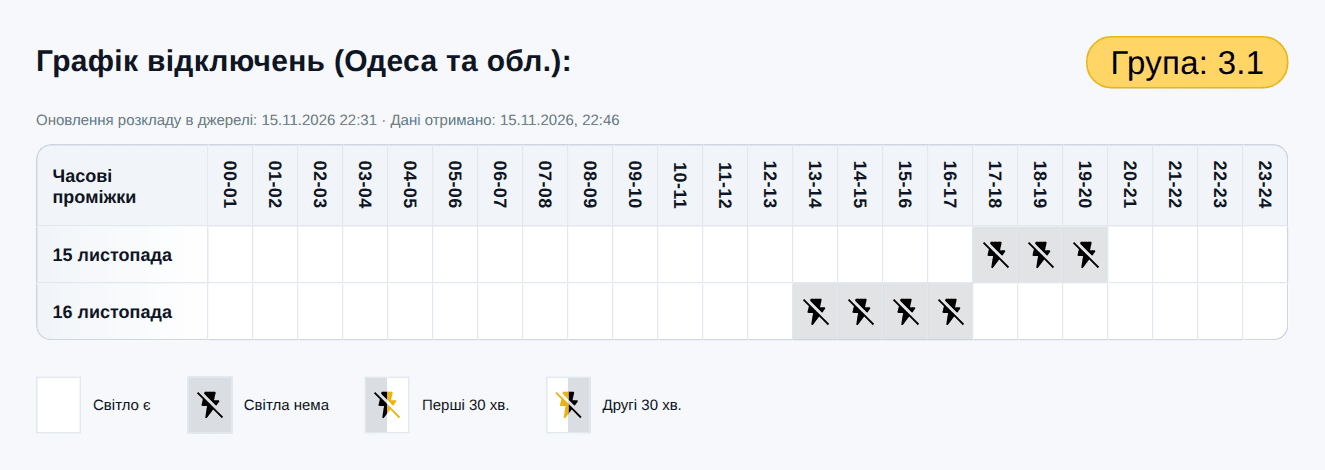 Графік відключень (Одеса та обл.):
Група: 3.1
Оновлення розкладу в джерелі: 15.11.2026 22:31 · Дані отримано: 15.11.2026, 22:46
Часові
проміжки
00-01
01-02
02-03
03-04
04-05
05-06
06-07
07-08
08-09
09-10
10-11
11-12
12-13
13-14
14-15
15-16
16-17
17-18
18-19
19-20
20-21
21-22
22-23
23-24
15 листопада
16 листопада
Світло є
Світла нема
Перші 30 хв.
Другі 30 хв.